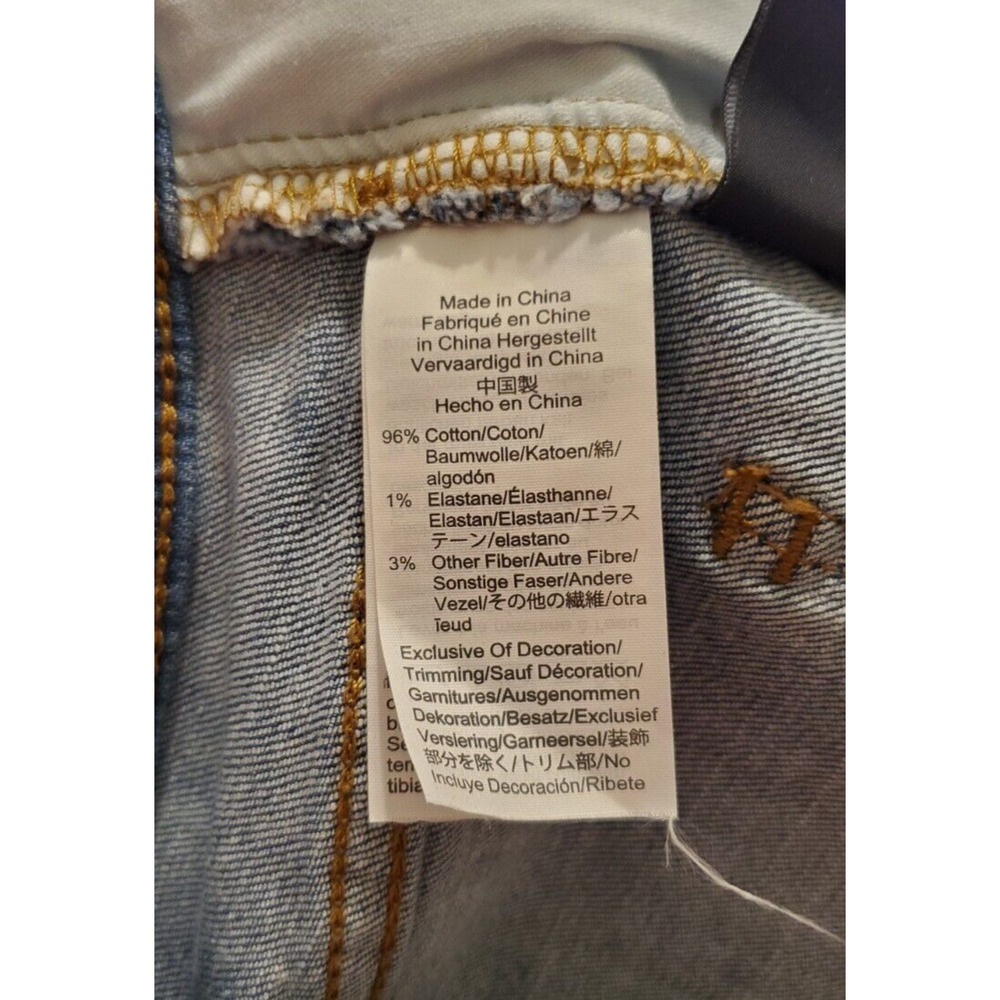 Made in China
Fabriqué en Chine
in China Hergestellt
Vervaardigd in China
中国製
Hecho en China
96% Cotton/Coton/
Baumwolle/Katoen/綿/
algodón
1% Elastane/Élasthanne/
Elastan/Elastaan/エラス
テーン/elastano
3% Other Fiber/Autre Fibre/
Sonstige Faser/Andere
Vezel/その他の繊維/otra
īeud
Exclusive Of Decoration/
Trimming/Sauf Décoration/
Garnitures/Ausgenommen
Dekoration/Besatz/Exclusief
Versiering/Garneersel/装飾
部分を除く/トリム部/No
Incluye Decoración/Ribete